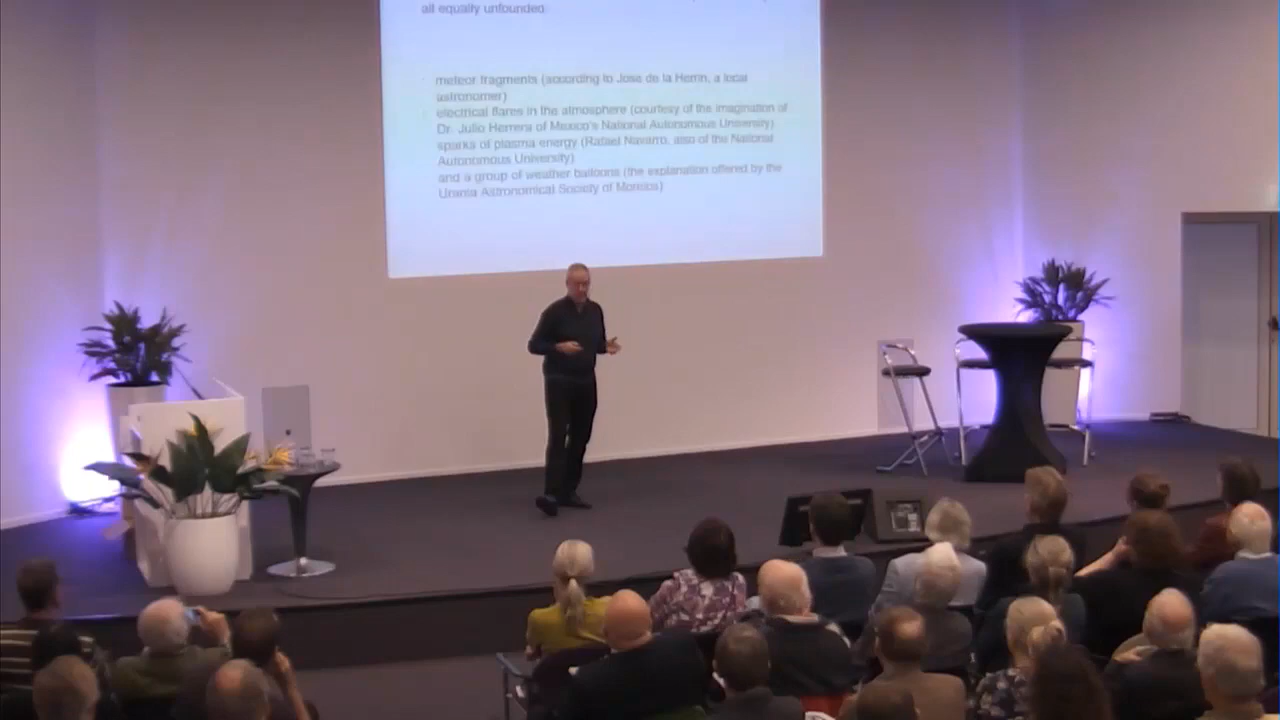 all equally unfounded:
meteor fragments (according to Jose de la Herrin, a local
astronomer)
electrical flares in the atmosphere (courtesy of the imagination of
Dr. Julio Herrera of Mexico's National Autonomous University)
sparks of plasma energy (Rafael Navarro, also of the National
Autonomous University)
and a group of weather balloons (the explanation offered by the
Urania Astronomical Society of Morelos)